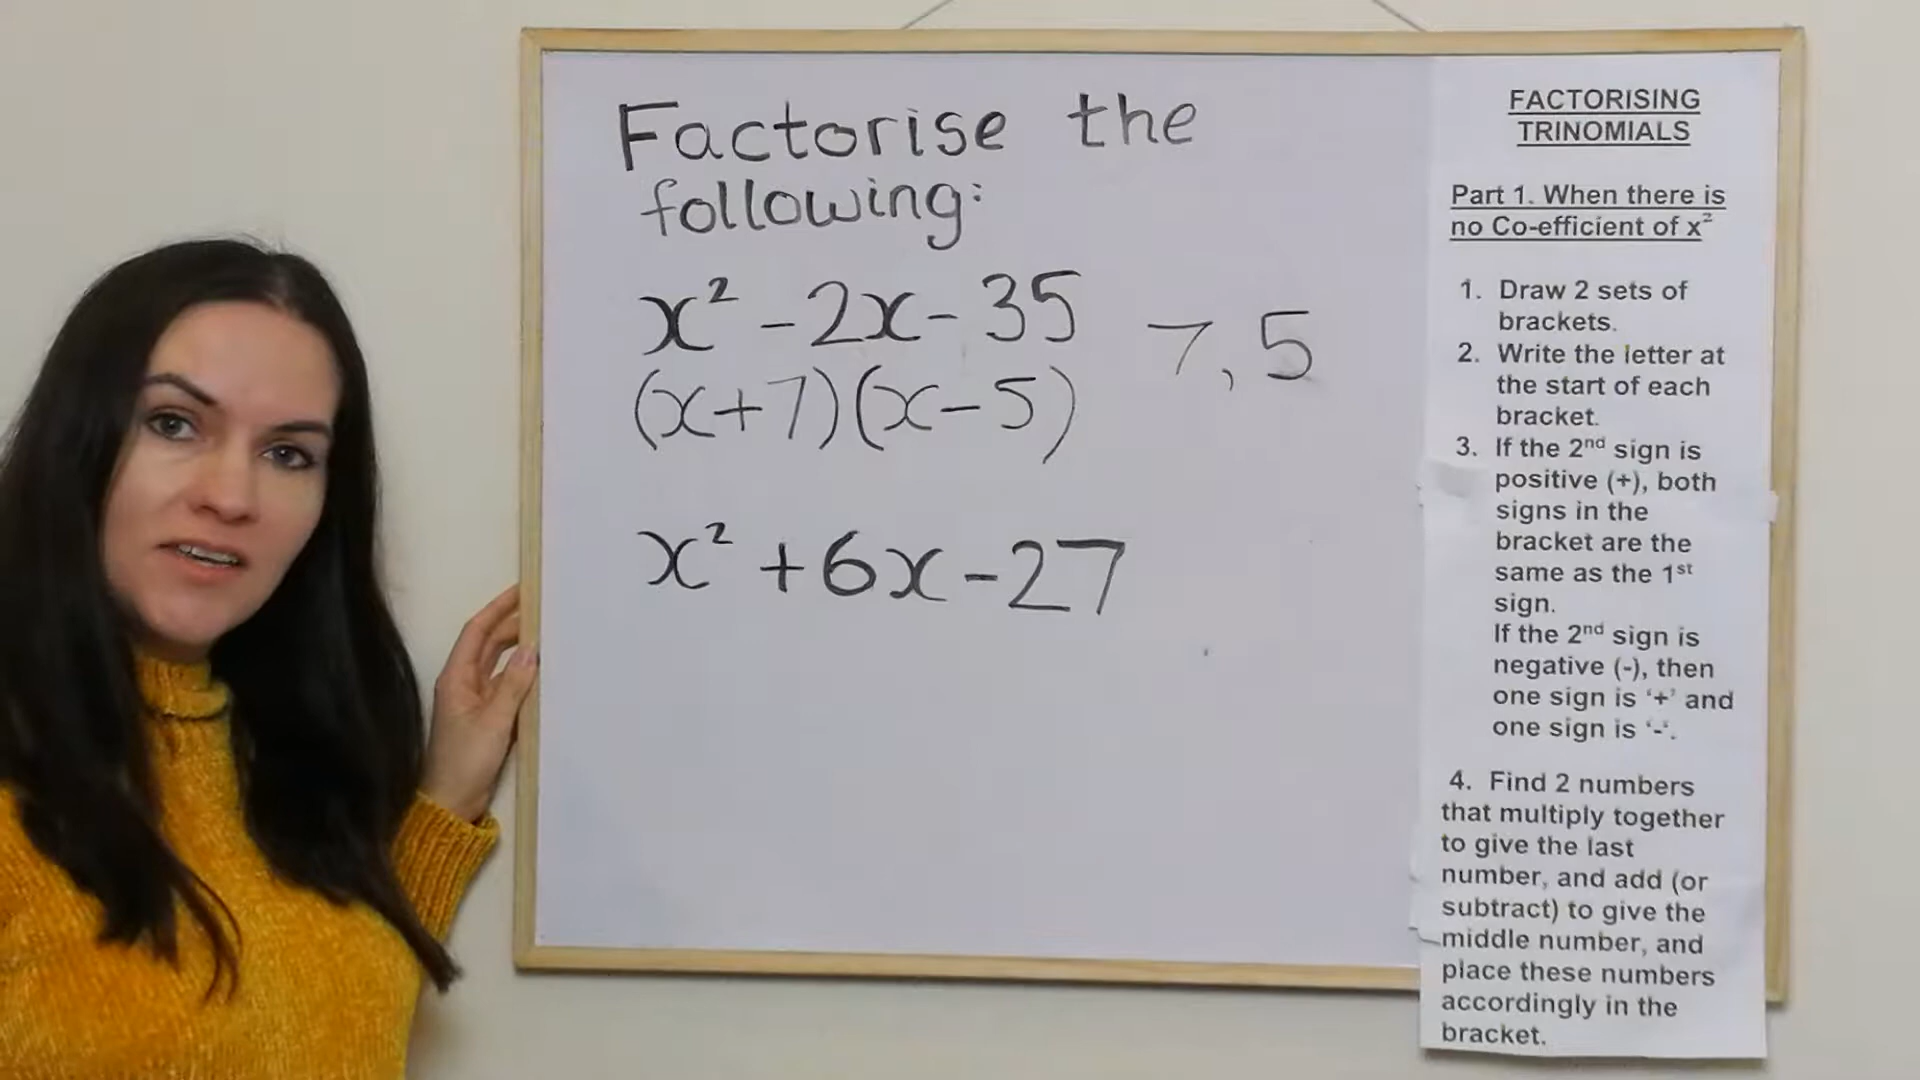 Factorise the
following:
x² - 2x - 35
7, 5
(x+7)(x-5)
x² + 6x - 27
FACTORISING
TRINOMIALS
Part 1. When there is
no Co-efficient of x²
1. Draw 2 sets of
brackets.
2. Write the letter at
the start of each
bracket.
3. If the 2nd sign is
positive (+), both
signs in the
bracket are the
same as the 1st
sign.
If the 2nd sign is
negative (-), then
one sign is ‘+’ and
one sign is ‘-‘.
4. Find 2 numbers
that multiply together
to give the last
number, and add (or
subtract) to give the
middle number, and
place these numbers
accordingly in the
bracket.